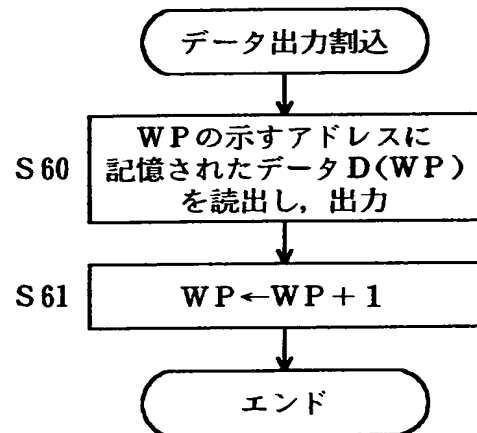 データ出力割込
S60
WPの示すアドレスに
記憶されたデータD(WP)
を読出し,出力
S61
WP←WP+1
エンド